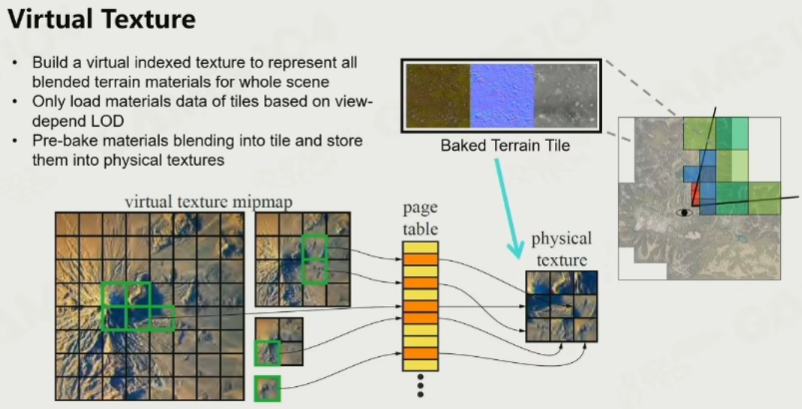 Virtual Texture
• Build a virtual indexed texture to represent all
blended terrain materials for whole scene
• Only load materials data of tiles based on view-
depend LOD
• Pre-bake materials blending into tile and store
them into physical textures
Baked Terrain Tile
virtual texture mipmap
page
table
physical
texture